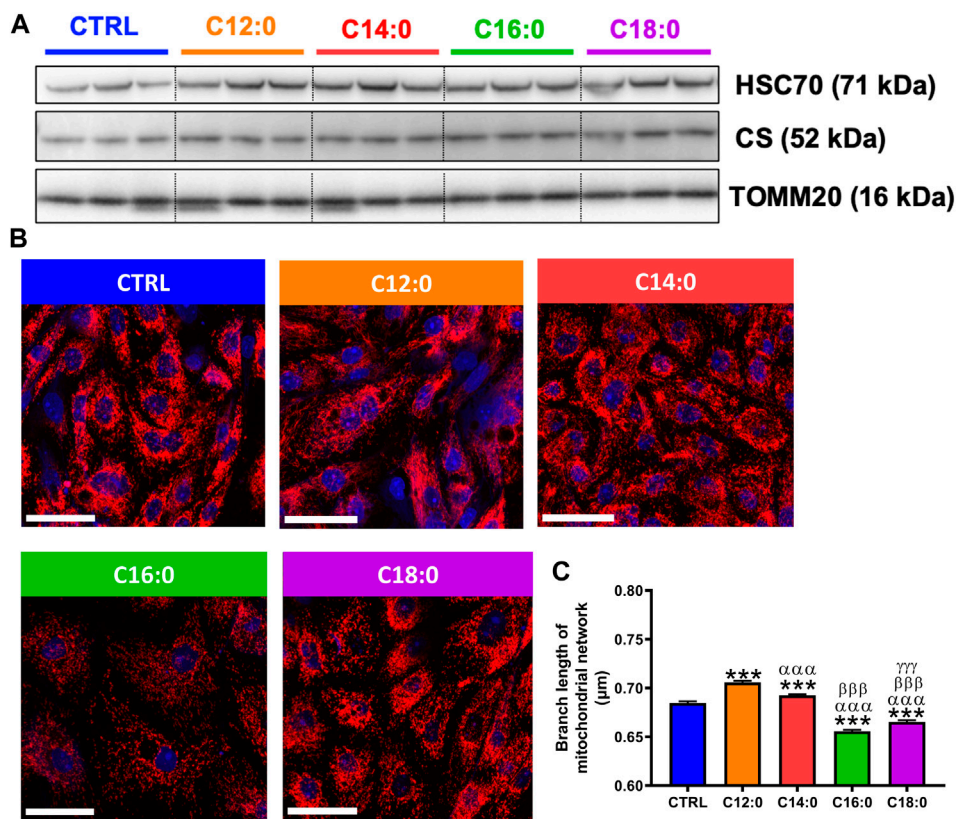 A
CTRL C12:0 C14:0 C16:0 C18:0
HSC70 (71 kDa)
CS (52 kDa)
TOMM20 (16 kDa)
B
CTRL C12:0 C14:0
C16:0 C18:0
C
Branch length of
mitochondrial network
(µm)
0.80
0.75
0.70
0.65
0.60
***
ααα
***
βββ
ααα
***
γγγ
βββ
ααα
***
CTRL C12:0 C14:0 C16:0 C18:0